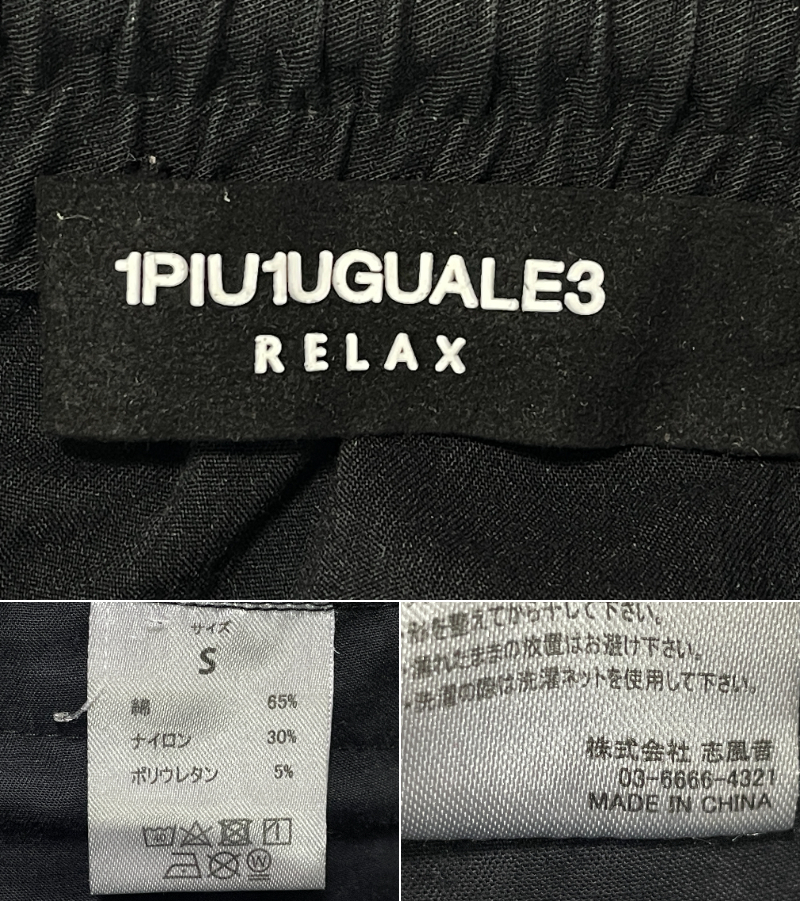 1PIU1UGUALE3
RELAX
サイズ
S
綿 65%
ナイロン 30%
ポリウレタン 5%
を整えてから干して下さい。
濡れたままの放置はお避け下さい。
洗濯の際は洗濯ネットを使用して下さい。
株式会社 志風音
03-6666-4321
MADE IN CHINA